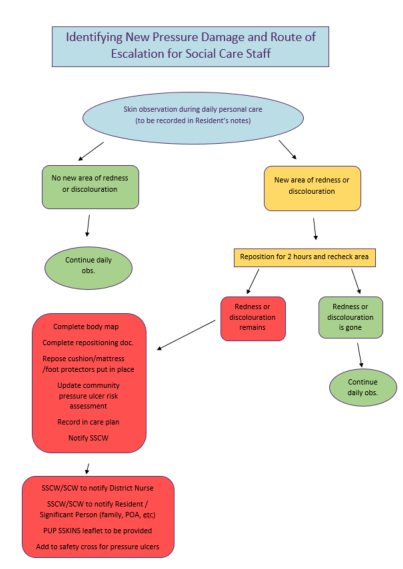 Identifying New Pressure Damage and Route of
Escalation for Social Care Staff
Skin observation during daily personal care
(to be recorded in Resident's notes)
No new area of redness
or discolouration
New area of redness or
discolouration
Continue daily
obs.
Reposition for 2 hours and recheck area
Redness or
discolouration
remains
Redness or
discolouration
is gone
Continue
daily obs.
Complete body map
Complete repositioning doc.
Repose cushion/mattress
/foot protectors put in place
Update community
pressure ulcer risk
assessment
Record in care plan
Notify SSCW
SSCW/SCW to notify District Nurse
SSCW/SCW to notify Resident /
Significant Person (family, POA, etc)
PUP SSKINS leaflet to be provided
Add to safety cross for pressure ulcers